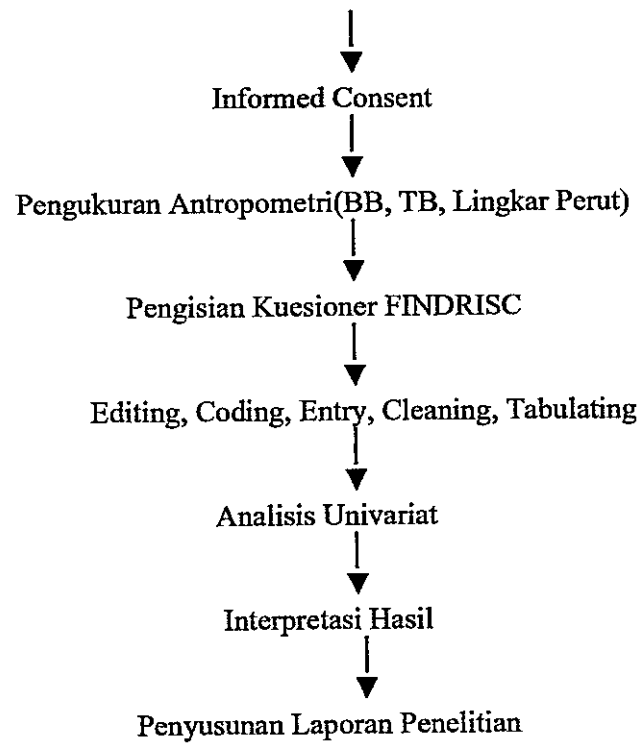 Informed Consent
Pengukuran Antropometri(BB, TB, Lingkar Perut)
Pengisian Kuesioner FINDRISC
Editing, Coding, Entry, Cleaning, Tabulating
Analisis Univariat
Interpretasi Hasil
Penyusunan Laporan Penelitian